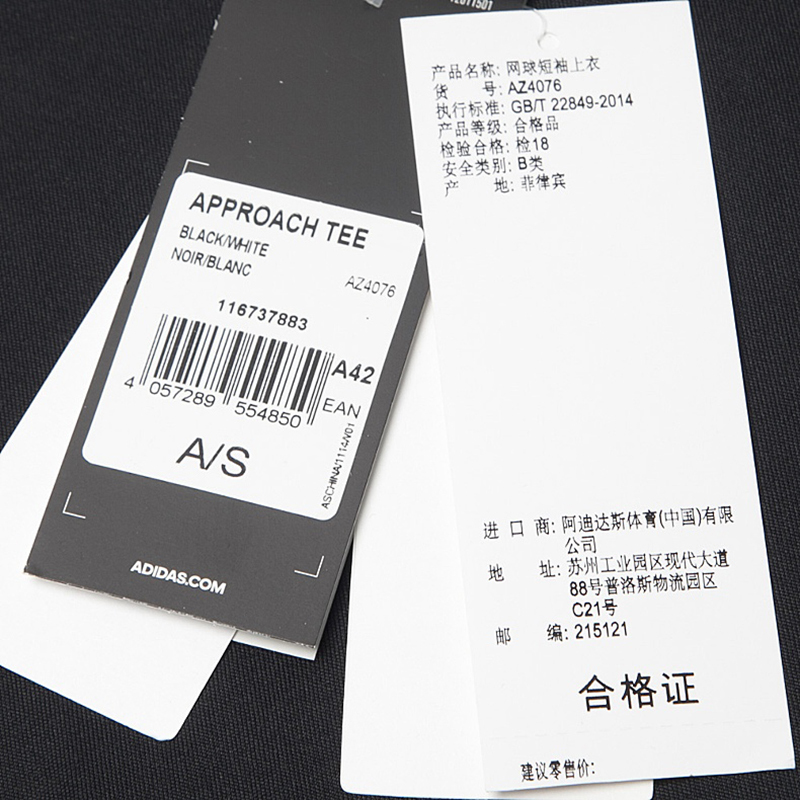 APPROACH TEE
BLACK/WHITE
NOIR/BLANC
AZ4076
116737883
A42
4 057289 554850 EAN
A/S
ASCHINA/1114/V01
ADIDAS.COM
产品名称: 网球短袖上衣
货 号: AZ4076
执行标准: GB/T 22849-2014
产品等级: 合格品
检验合格: 检18
安全类别: B类
产 地: 菲律宾
进 口 商: 阿迪达斯体育(中国)有限
公司
地 址: 苏州工业园区现代大道
88号普洛斯物流园区
C21号
邮 编: 215121
合格证
建议零售价: